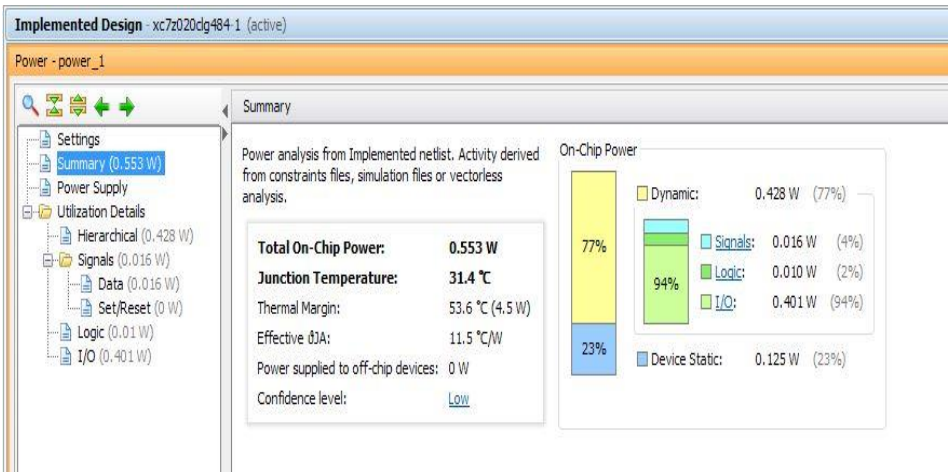 Implemented Design - xc7z020clg484-1 (active)
Power - power_1
Settings
Summary (0.553 W)
Power Supply
Utilization Details
Hierarchical (0.428 W)
Signals (0.016 W)
Data (0.016 W)
Set/Reset (0 W)
Logic (0.01 W)
I/O (0.401 W)
Summary
Power analysis from Implemented netlist. Activity derived
from constraints files, simulation files or vectorless
analysis.
Total On-Chip Power: 0.553 W
Junction Temperature: 31.4 °C
Thermal Margin: 53.6 °C (4.5 W)
Effective ϑJA: 11.5 °C/W
Power supplied to off-chip devices: 0 W
Confidence level: Low
On-Chip Power
77%
23%
Dynamic: 0.428 W (77%)
94%
Signals: 0.016 W (4%)
Logic: 0.010 W (2%)
I/O: 0.401 W (94%)
Device Static: 0.125 W (23%)